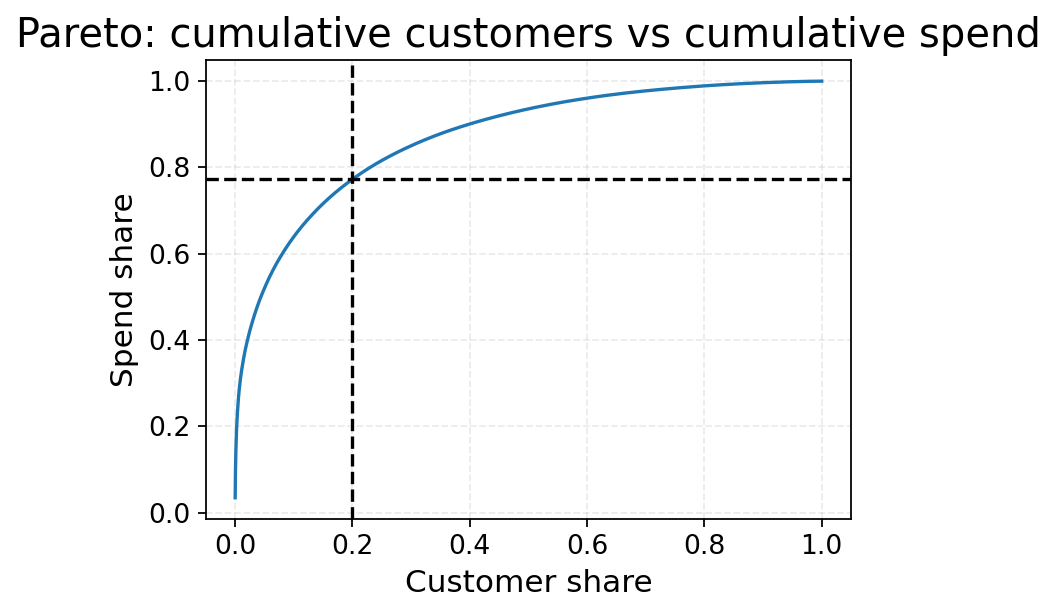 Pareto: cumulative customers vs cumulative spend
1.0
0.8
0.6
0.4
0.2
0.0
Spend share
0.0 0.2 0.4 0.6 0.8 1.0
Customer share